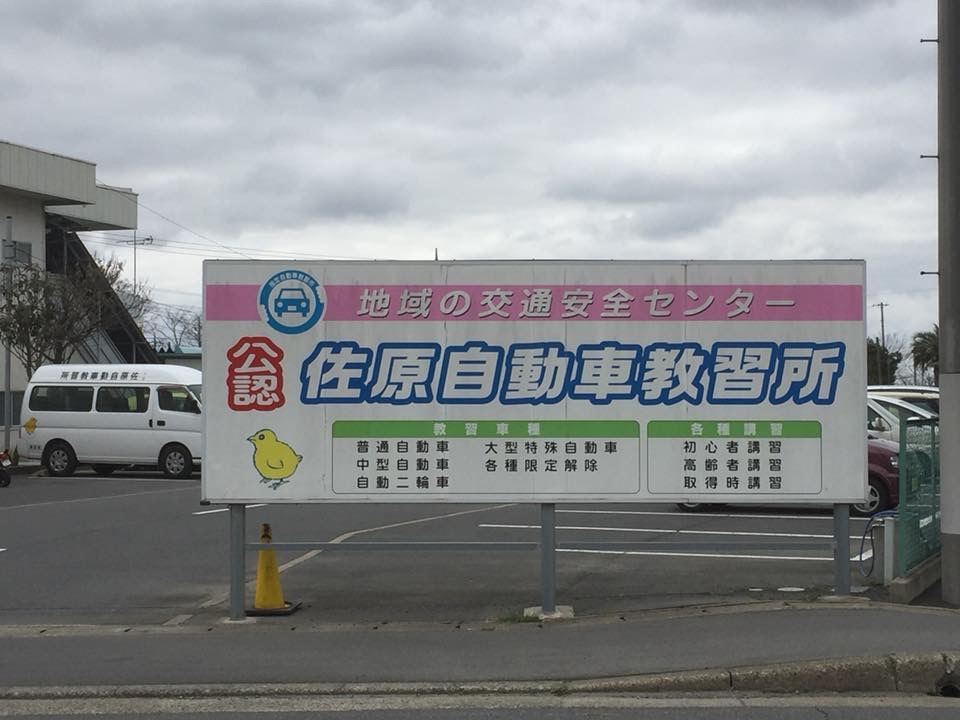 地域の交通安全センター
公認
佐原自動車教習所
教習車種
普通自動車 大型特殊自動車
中型自動車 各種限定解除
自動二輪車
各種講習
初心者講習
高齢者講習
取得時講習
所習教車動自原佐